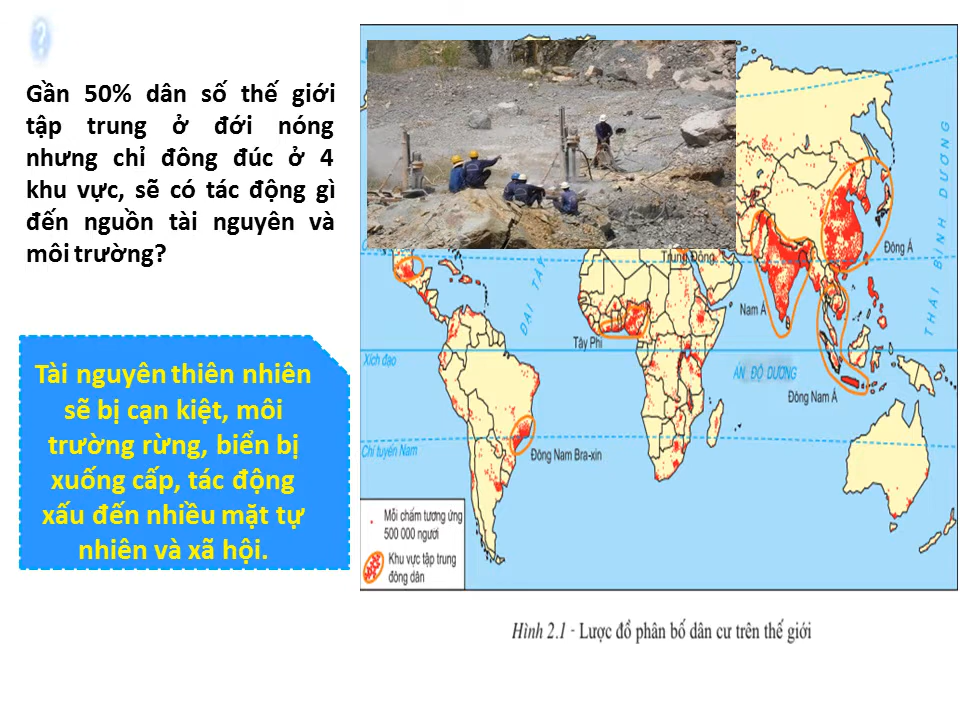 ?
Gần 50% dân số thế giới
tập trung ở đới nóng
nhưng chỉ đông đúc ở 4
khu vực, sẽ có tác động gì
đến nguồn tài nguyên và
môi trường?
Tài nguyên thiên nhiên
sẽ bị cạn kiệt, môi
trường rừng, biển bị
xuống cấp, tác động
xấu đến nhiều mặt tự
nhiên và xã hội.
THÁI BÌNH DƯƠNG
Đông Á
Trung Đông
ĐẠI TÂY
Nam Á
Tây Phi
Xích đạo
ẤN ĐỘ DƯƠNG
Đông Nam Á
Chí tuyến Nam
Đông Nam Bra-xin
Mỗi chấm tương ứng
500 000 người
Khu vực tập trung
đông dân
Hình 2.1 - Lược đồ phân bố dân cư trên thế giới